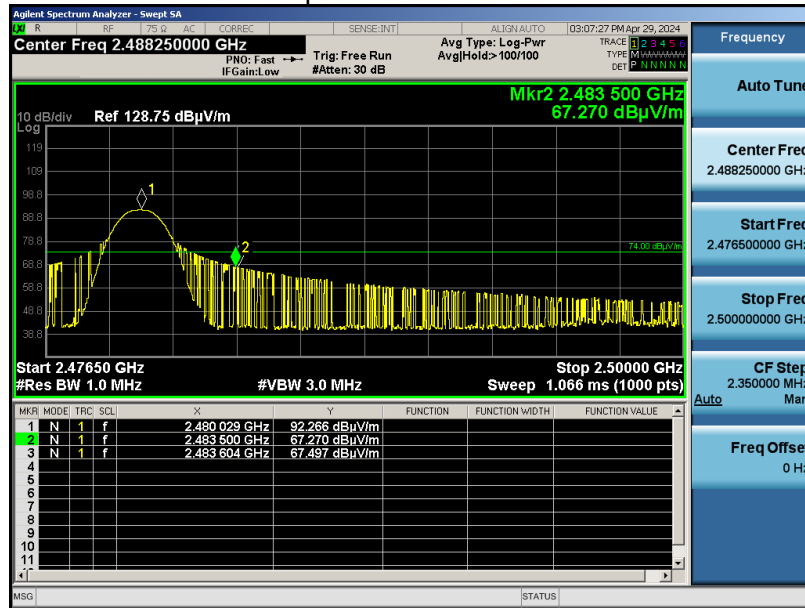 Agilent Spectrum Analyzer - Swept SA
LXI R RF 75 Ω AC CORREC SENSE:INT ALIGN AUTO 03:07:27 PM Apr 29, 2024
Center Freq 2.488250000 GHz
PNO: Fast
IFGain:Low
Trig: Free Run
#Atten: 30 dB
Avg Type: Log-Pwr
Avg|Hold:>100/100
TRACE 1 2 3 4 5 6
TYPE M WWWWW
DET P N N N N N
Mkr2 2.483 500 GHz
67.270 dBµV/m
10 dB/div Ref 128.75 dBµV/m
Log
119
109
98.8
88.8
78.8
68.8
58.8
48.8
38.8
1
2
74.00 dBµV/m
Start 2.47650 GHz Stop 2.50000 GHz
#Res BW 1.0 MHz #VBW 3.0 MHz Sweep 1.066 ms (1000 pts)
MKR MODE TRC SCL X Y FUNCTION FUNCTION WIDTH FUNCTION VALUE
1 N 1 f 2.480 029 GHz 92.266 dBµV/m
2 N 1 f 2.483 500 GHz 67.270 dBµV/m
3 N 1 f 2.483 604 GHz 67.497 dBµV/m
4
5
6
7
8
9
10
11
MSG STATUS
Frequency
Auto Tune
Center Freq
2.488250000 GHz
Start Freq
2.476500000 GHz
Stop Freq
2.500000000 GHz
CF Step
2.350000 MHz
Auto Man
Freq Offset
0 Hz